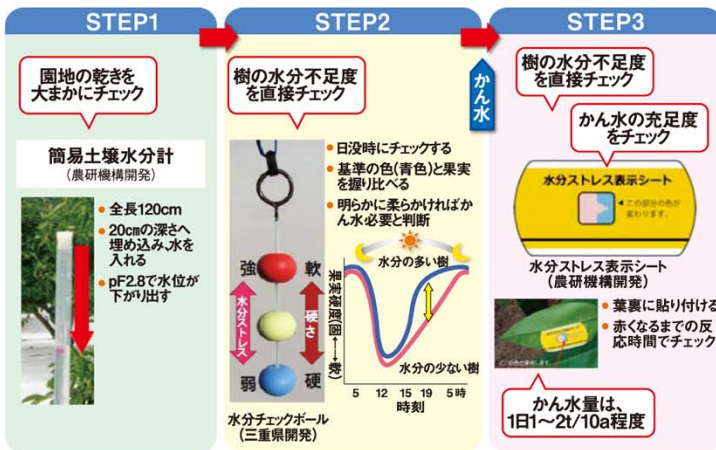 STEP1
園地の乾きを
大まかにチェック
簡易土壌水分計
(農研機構開発)
● 全長120cm
● 20cmの深さへ
埋め込み、水を
入れる
● pF2.8で水位が
下がり出す
STEP2
樹の水分不足度
を直接チェック
● 日没時にチェックする
● 基準の色(青色)と果実
を握り比べる
● 明らかに柔らかければか
ん水必要と判断
強
軟
水分ストレス
硬さ
弱
硬
水分チェックボール
(三重県開発)
水分の多い樹
果実硬度(固←→軟)
水分の少ない樹
5 12 15 19 5時
時刻
かん水
STEP3
樹の水分不足度
を直接チェック
かん水の充足度
をチェック
水分ストレス表示シート
◀この部分の色が
変わります。
水分ストレス表示シート
(農研機構開発)
● 葉裏に貼り付ける
● 赤くなるまでの反
応時間でチェック
かん水量は、
1日1〜2t/10a程度